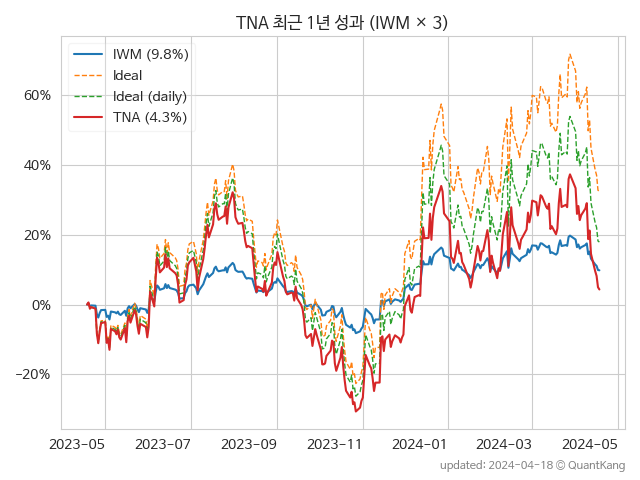 TNA 최근 1년 성과 (IWM × 3)
IWM (9.8%)
Ideal
Ideal (daily)
TNA (4.3%)
60%
40%
20%
0%
−20%
2023-05 2023-07 2023-09 2023-11 2024-01 2024-03 2024-05
updated: 2024-04-18 © QuantKang